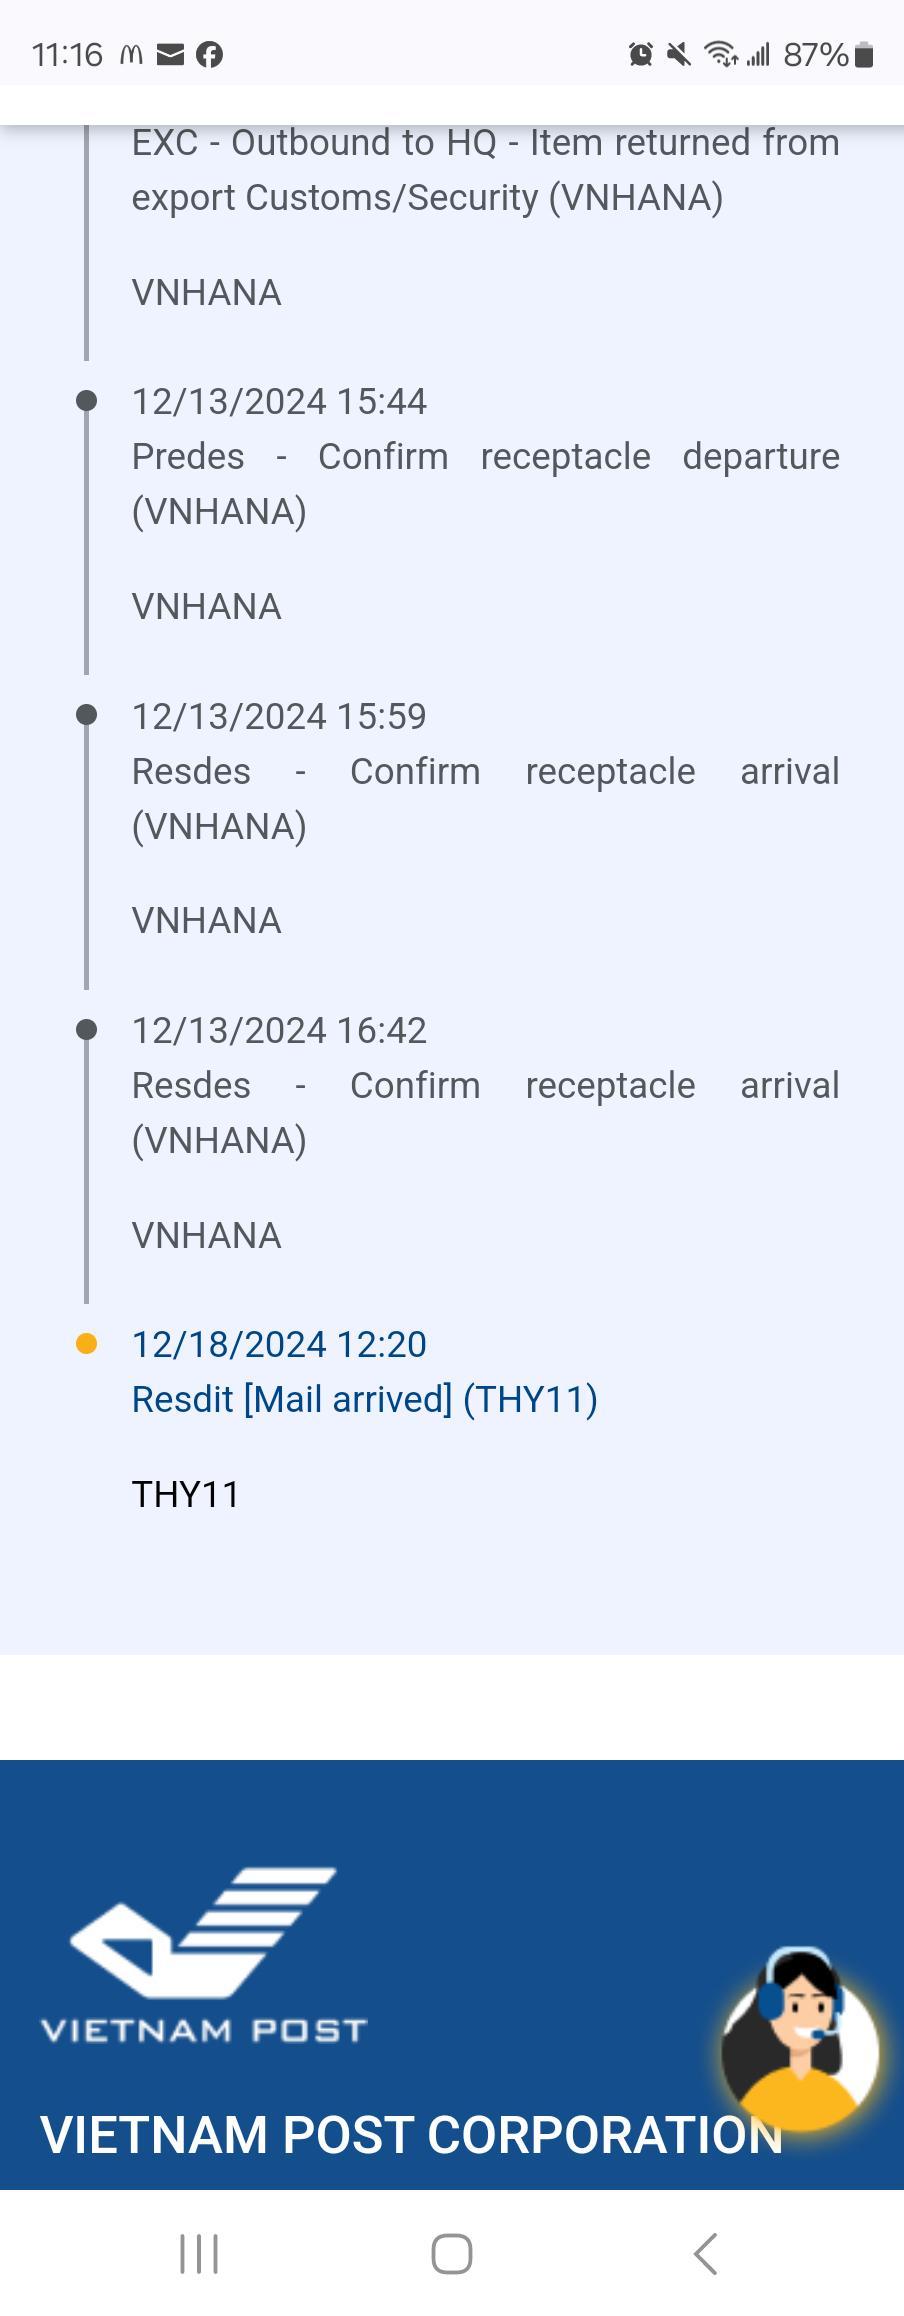 11:16
87%
EXC - Outbound to HQ - Item returned from
export Customs/Security (VNHANA)
VNHANA
12/13/2024 15:44
Predes - Confirm receptacle departure
(VNHANA)
VNHANA
12/13/2024 15:59
Resdes - Confirm receptacle arrival
(VNHANA)
VNHANA
12/13/2024 16:42
Resdes - Confirm receptacle arrival
(VNHANA)
VNHANA
12/18/2024 12:20
Resdit [Mail arrived] (THY11)
THY11
VIETNAM POST
VIETNAM POST CORPORATION